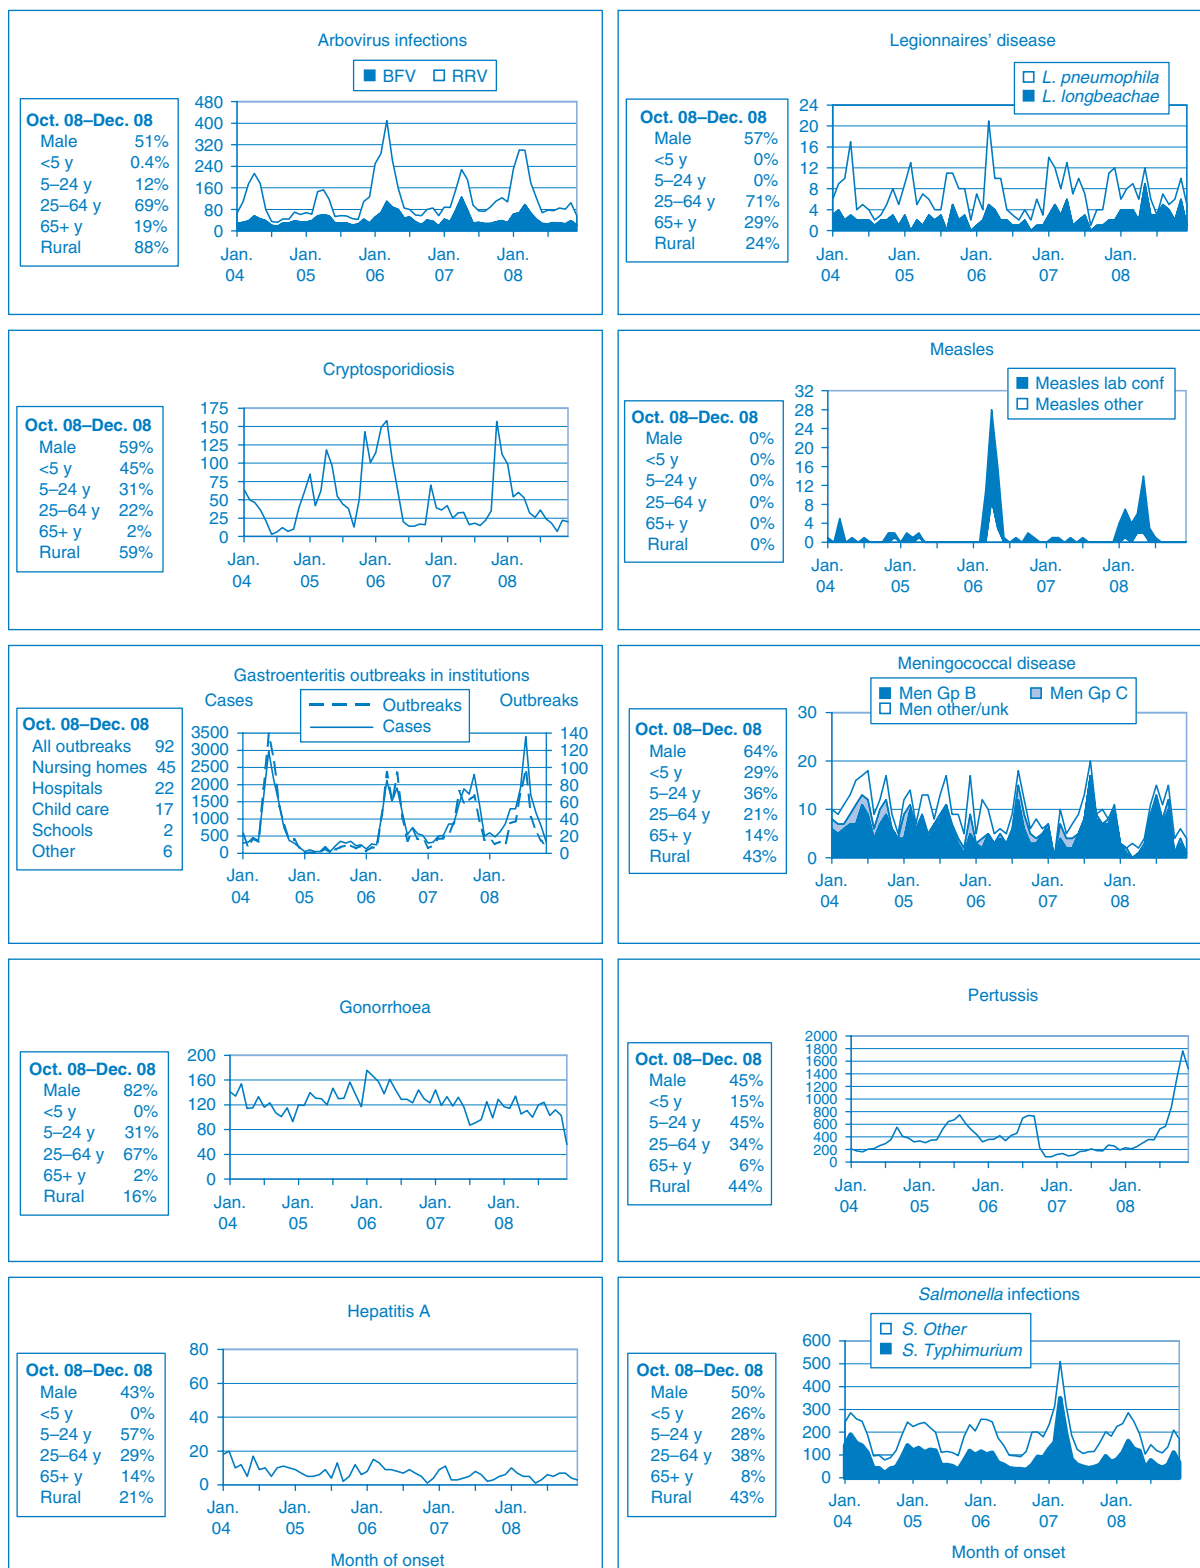 Arbovirus infections
BFV RRV
Oct. 08–Dec. 08
Male 51%
<5 y 0.4%
5–24 y 12%
25–64 y 69%
65+ y 19%
Rural 88%
480
400
320
240
160
80
0
Jan. Jan. Jan. Jan. Jan.
04 05 06 07 08
Legionnaires' disease
L. pneumophila
L. longbeachae
Oct. 08–Dec. 08
Male 57%
<5 y 0%
5–24 y 0%
25–64 y 71%
65+ y 29%
Rural 24%
24
20
16
12
8
4
0
Jan. Jan. Jan. Jan. Jan.
04 05 06 07 08
Cryptosporidiosis
Oct. 08–Dec. 08
Male 59%
<5 y 45%
5–24 y 31%
25–64 y 22%
65+ y 2%
Rural 59%
175
150
125
100
75
50
25
0
Jan. Jan. Jan. Jan. Jan.
04 05 06 07 08
Measles
Measles lab conf
Measles other
Oct. 08–Dec. 08
Male 0%
<5 y 0%
5–24 y 0%
25–64 y 0%
65+ y 0%
Rural 0%
32
28
24
20
16
12
8
4
0
Jan. Jan. Jan. Jan. Jan.
04 05 06 07 08
Gastroenteritis outbreaks in institutions
Cases Outbreaks
Outbreaks
Cases
Oct. 08–Dec. 08
All outbreaks 92
Nursing homes 45
Hospitals 22
Child care 17
Schools 2
Other 6
3500 140
3000 120
2500 100
2000 80
1500 60
1000 40
500 20
0 0
Jan. Jan. Jan. Jan. Jan.
04 05 06 07 08
Meningococcal disease
Men Gp B Men Gp C
Men other/unk
Oct. 08–Dec. 08
Male 64%
<5 y 29%
5–24 y 36%
25–64 y 21%
65+ y 14%
Rural 43%
30
20
10
0
Jan. Jan. Jan. Jan. Jan.
04 05 06 07 08
Gonorrhoea
Oct. 08–Dec. 08
Male 82%
<5 y 0%
5–24 y 31%
25–64 y 67%
65+ y 2%
Rural 16%
200
160
120
80
40
0
Jan. Jan. Jan. Jan. Jan.
04 05 06 07 08
Pertussis
Oct. 08–Dec. 08
Male 45%
<5 y 15%
5–24 y 45%
25–64 y 34%
65+ y 6%
Rural 44%
2000
1800
1600
1400
1200
1000
800
600
400
200
0
Jan. Jan. Jan. Jan. Jan.
04 05 06 07 08
Hepatitis A
Oct. 08–Dec. 08
Male 43%
<5 y 0%
5–24 y 57%
25–64 y 29%
65+ y 14%
Rural 21%
80
60
40
20
0
Jan. Jan. Jan. Jan. Jan.
04 05 06 07 08
Month of onset
Salmonella infections
S. Other
S. Typhimurium
Oct. 08–Dec. 08
Male 50%
<5 y 26%
5–24 y 28%
25–64 y 38%
65+ y 8%
Rural 43%
600
500
400
300
200
100
0
Jan. Jan. Jan. Jan. Jan.
04 05 06 07 08
Month of onset